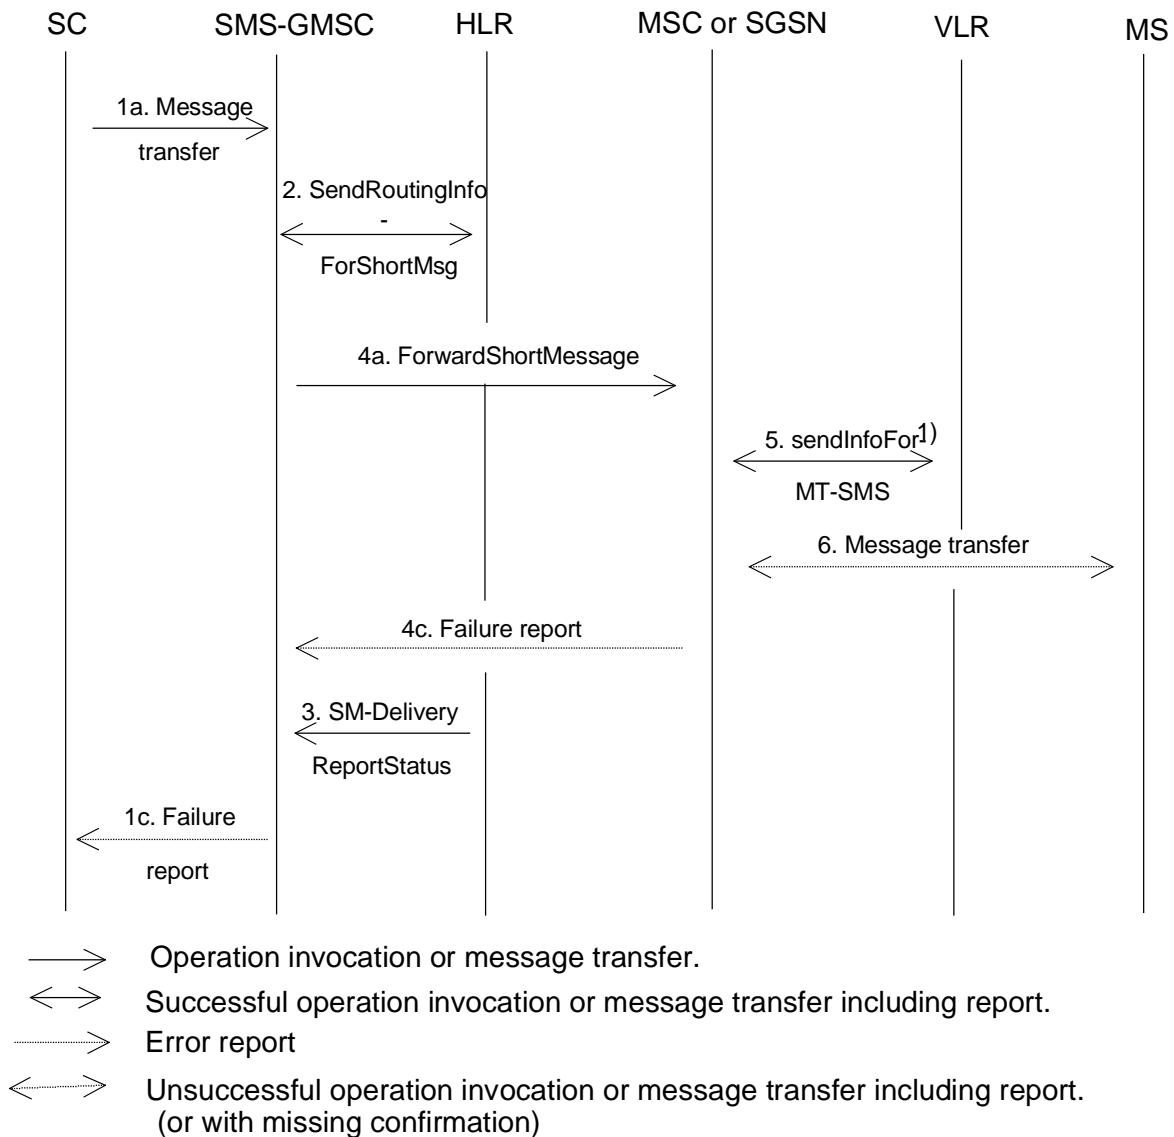 SC SMS-GMSC HLR MSC or SGSN VLR MS
1a. Message
transfer
2. SendRoutingInfo
-
ForShortMsg
4a. ForwardShortMessage
5. sendInfoFor- 1)
MT-SMS
6. Message transfer
4c. Failure report
3. SM-Delivery
ReportStatus
1c. Failure
report
Operation invocation or message transfer.
Successful operation invocation or message transfer including report.
Error report
Unsuccessful operation invocation or message transfer including report.
(or with missing confirmation)